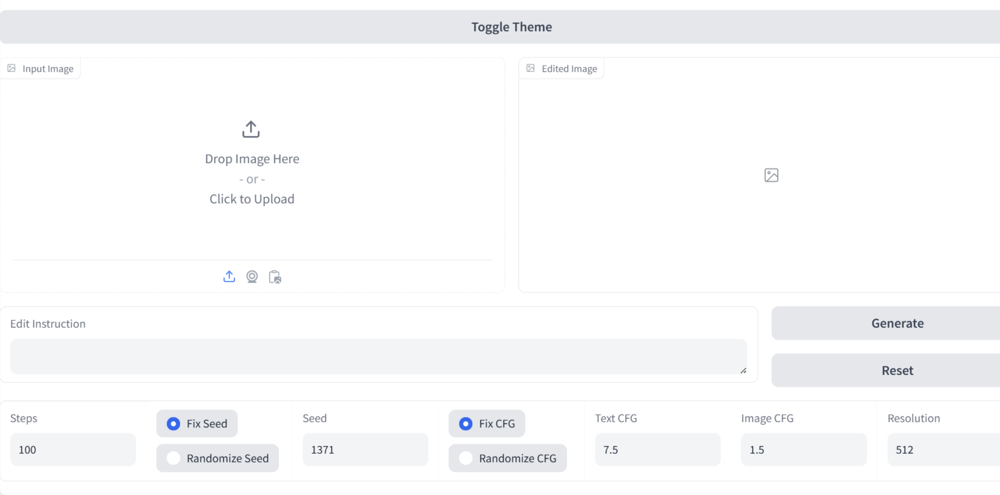 Toggle Theme
Input Image
Edited Image
Drop Image Here
- or -
Click to Upload
Edit Instruction
Generate
Reset
Steps
100
Fix Seed
Randomize Seed
Seed
1371
Fix CFG
Randomize CFG
Text CFG
7.5
Image CFG
1.5
Resolution
512